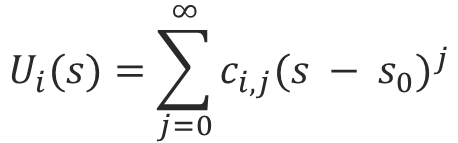 U_i(s) = \sum_{j=0}^{\infty} c_{i,j}(s - s_0)^j